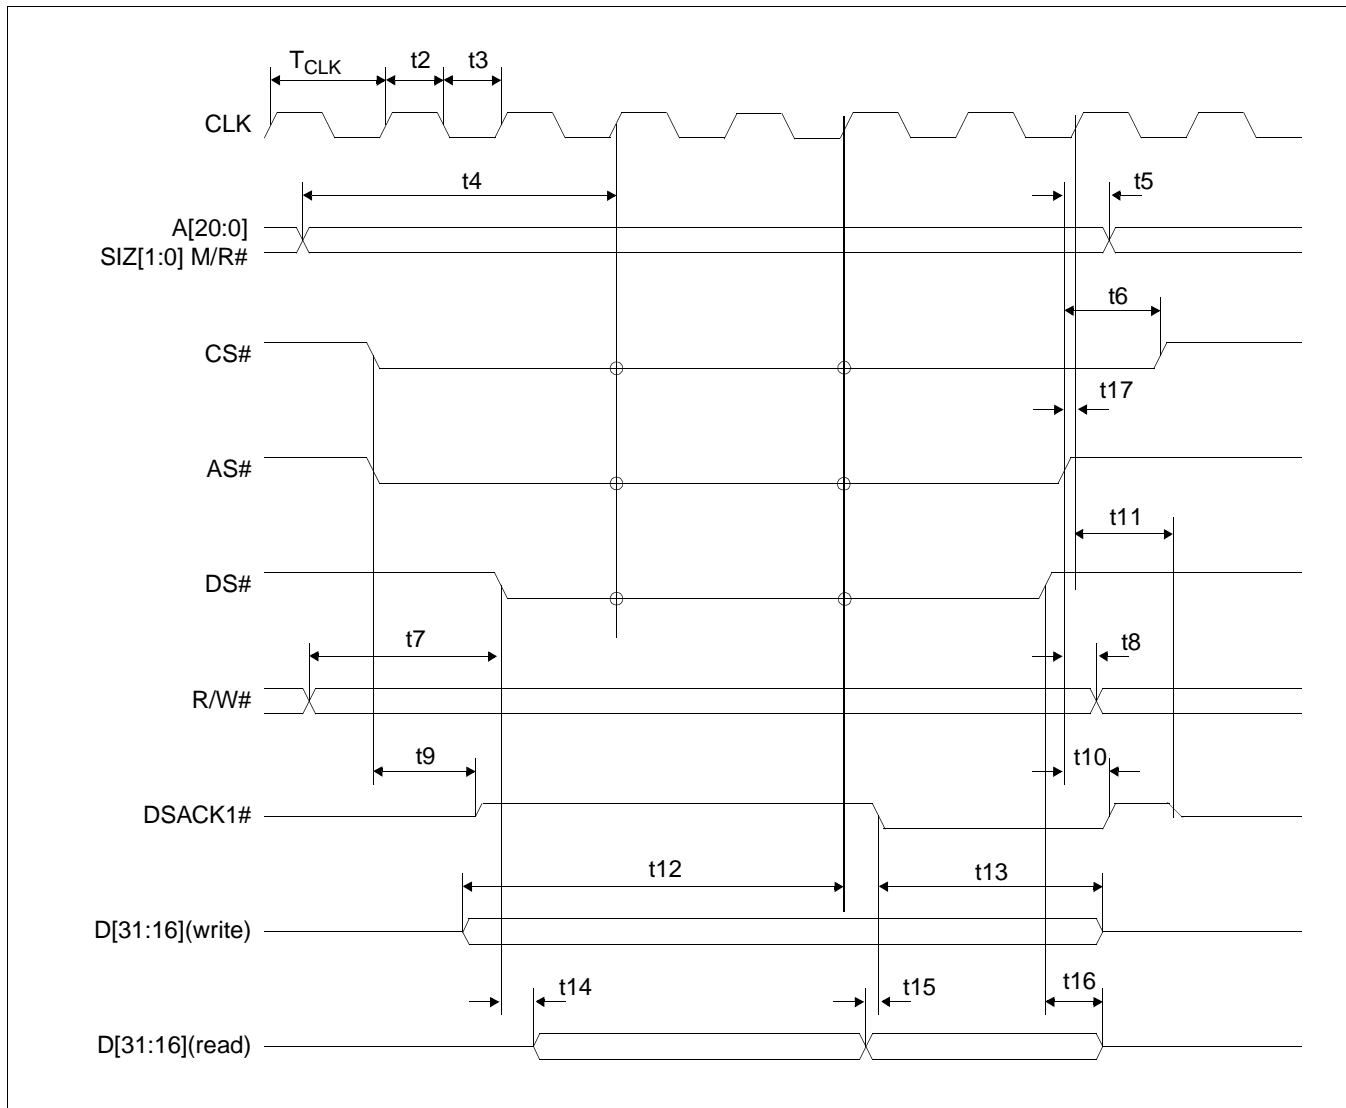 T_CLK t2 t3
CLK
t4 t5
A[20:0]
SIZ[1:0] M/R#
t6
CS#
t17
AS#
t11
DS#
t7 t8
R/W#
t9 t10
DSACK1#
t12 t13
D[31:16](write)
t14 t15 t16
D[31:16](read)